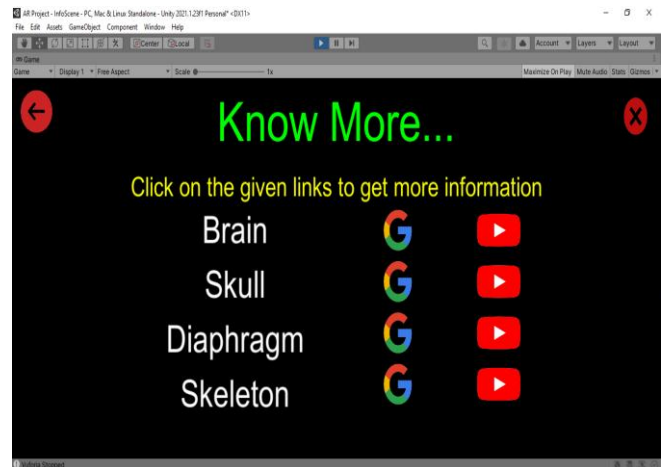 AR Project - InfoScene - PC, Mac & Linux Standalone - Unity 2021.1.23f1 Personal* <DX11>
File Edit Assets GameObject Component Window Help
Center Local Account Layers Layout
Game
Game Display 1 Free Aspect Scale 1x Maximize On Play Mute Audio Stats Gizmos
Know More...
Click on the given links to get more information
Brain
Skull
Diaphragm
Skeleton
Vuforia Stopped